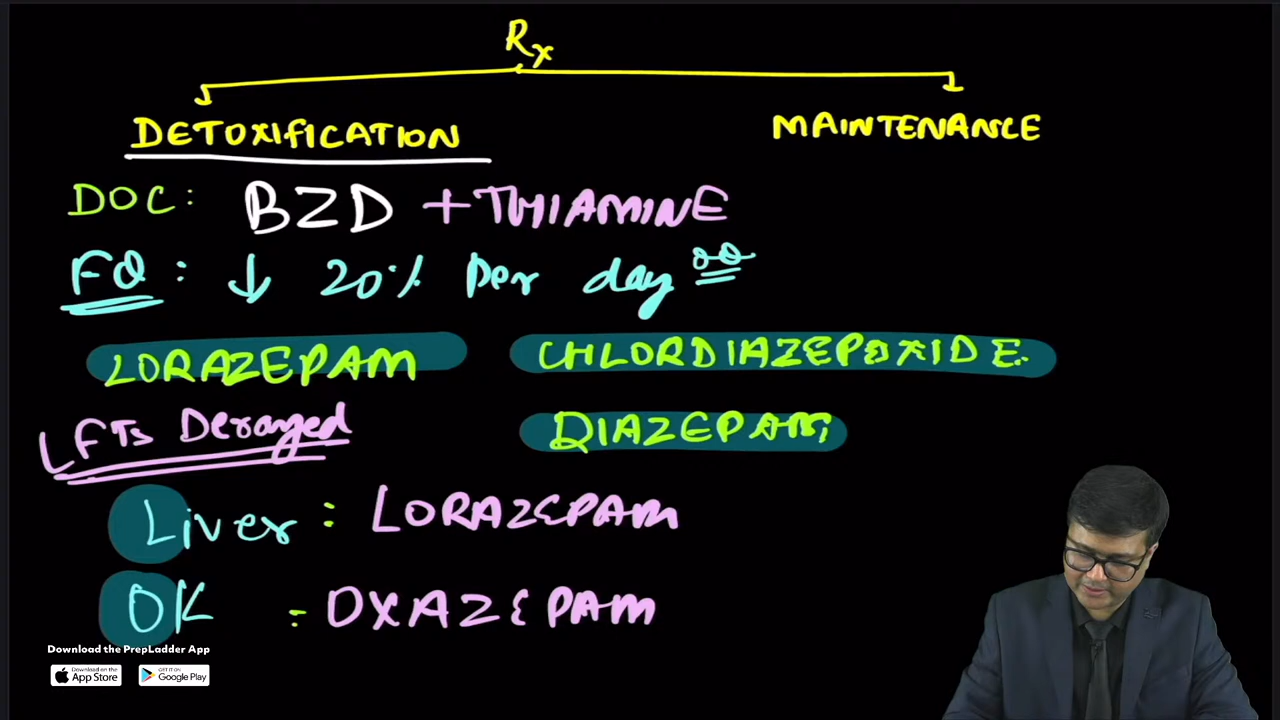 Rx
DETOXIFICATION
MAINTENANCE
DOC: BZD + THIAMINE
FQ: ↓ 20% Per day
LORAZEPAM
CHLORDIAZEPOXIDE
LFTs Deranged
DIAZEPAM
Liver: LORAZEPAM
OK = OXAZEPAM
Download the PrepLadder App
Download on the App Store
GET IT ON Google Play